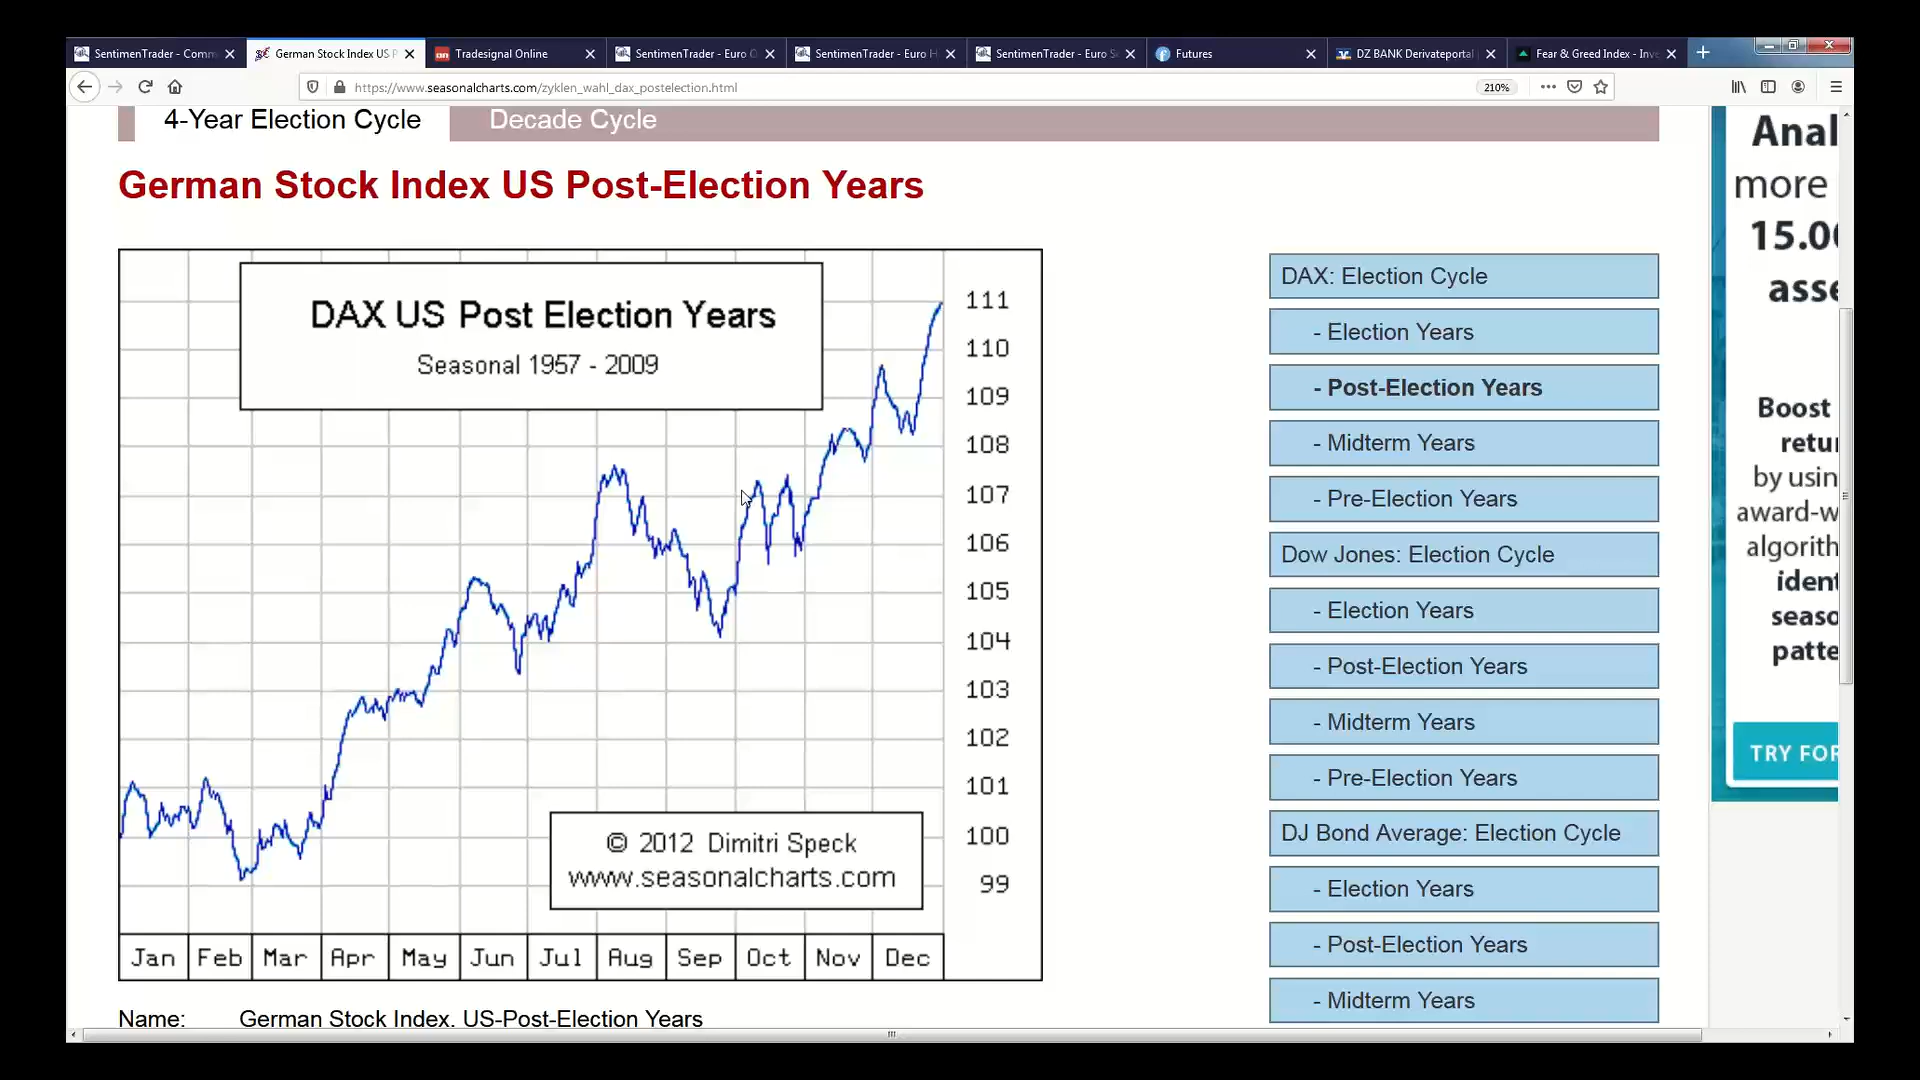 SentimenTrader - Comm
German Stock Index US P
Tradesignal Online
SentimenTrader - Euro
SentimenTrader - Euro
SentimenTrader - Euro
Futures
DZ BANK Derivateportal
Fear & Greed Index - Inv
https://www.seasonalcharts.com/zyklen_wahl_dax_postelection.html
210%
4-Year Election Cycle
Decade Cycle
German Stock Index US Post-Election Years
DAX US Post Election Years
Seasonal 1957 - 2009
111
110
109
108
107
106
105
104
103
102
101
100
99
© 2012 Dimitri Speck
www.seasonalcharts.com
Jan Feb Mar Apr May Jun Jul Aug Sep Oct Nov Dec
Name: German Stock Index. US-Post-Election Years
DAX: Election Cycle
- Election Years
- Post-Election Years
- Midterm Years
- Pre-Election Years
Dow Jones: Election Cycle
- Election Years
- Post-Election Years
- Midterm Years
- Pre-Election Years
DJ Bond Average: Election Cycle
- Election Years
- Post-Election Years
- Midterm Years
Anal
more
15.00
asse
Boost
retur
by usin
award-w
algorith
ident
seaso
patte
TRY FOR